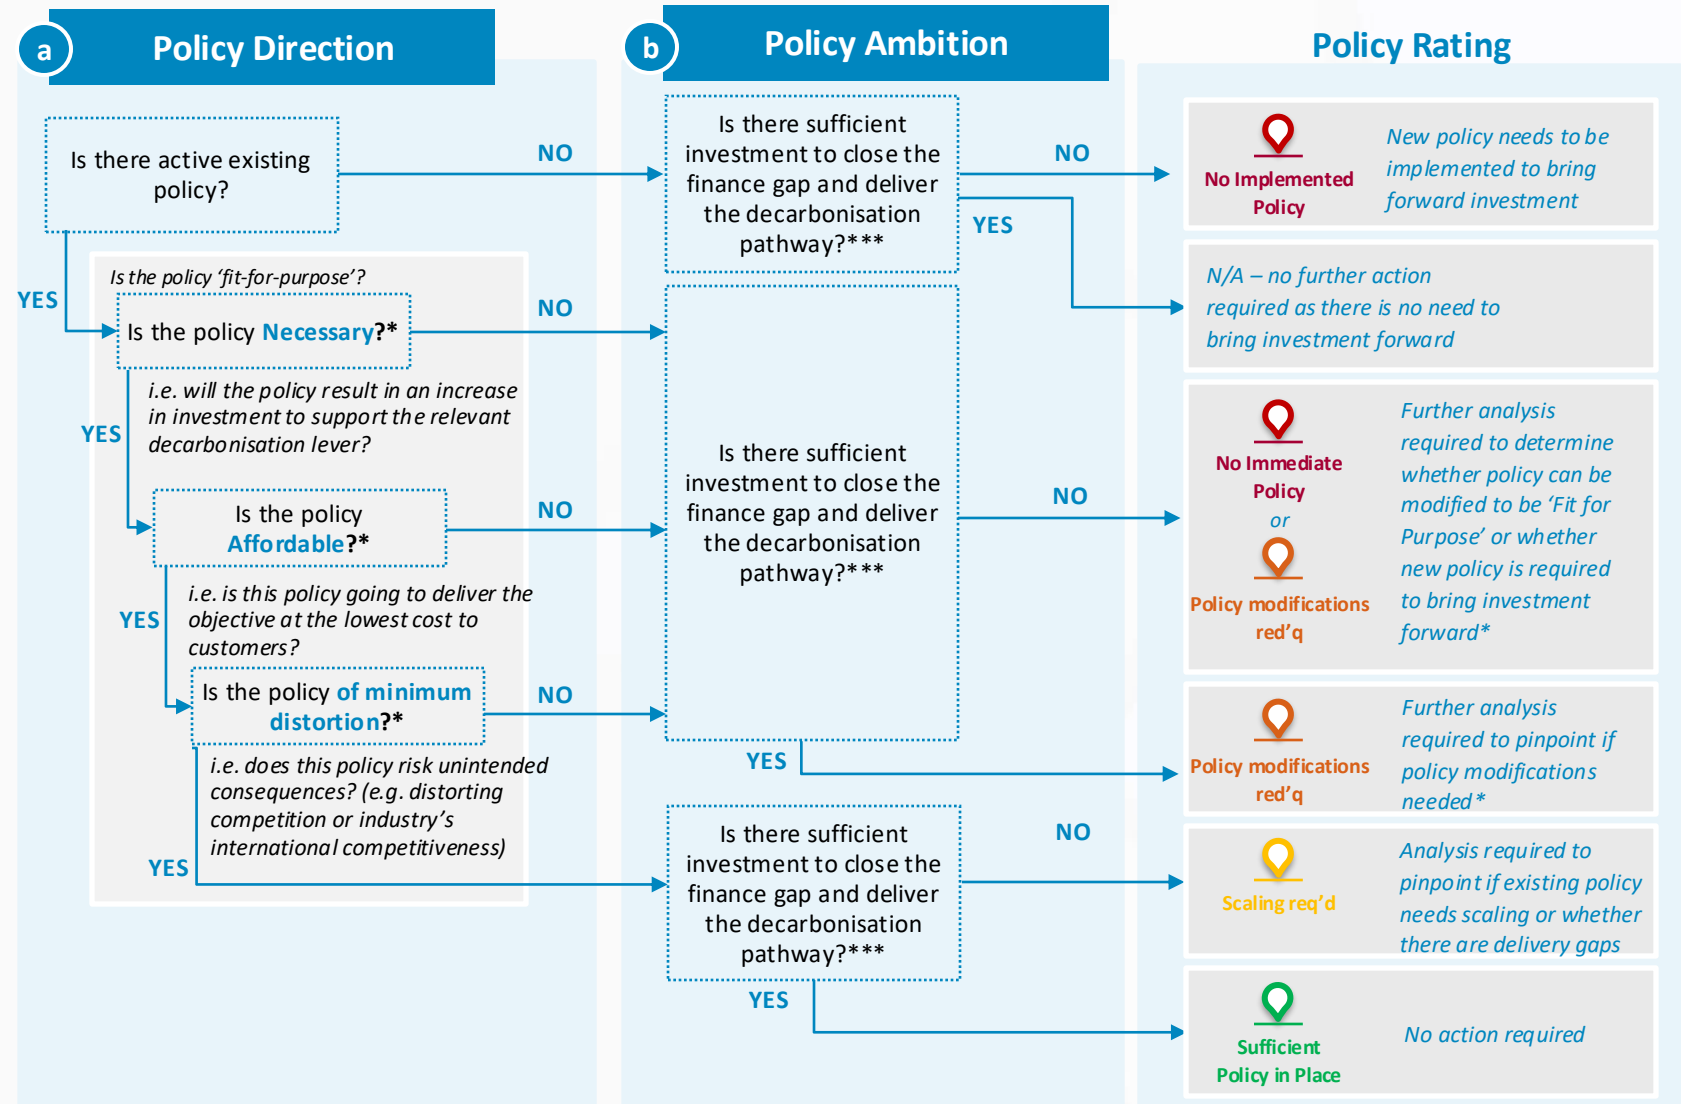 a
Policy Direction
b
Policy Ambition
Policy Rating
Is there active existing
policy?
NO
YES
Is the policy ‘fit-for-purpose’?
Is the policy Necessary?*
NO
i.e. will the policy result in an increase
in investment to support the relevant
decarbonisation lever?
YES
Is the policy
Affordable?*
NO
i.e. is this policy going to deliver the
objective at the lowest cost to
customers?
YES
Is the policy of minimum
distortion?*
NO
i.e. does this policy risk unintended
consequences? (e.g. distorting
competition or industry’s
international competitiveness)
YES
Is there sufficient
investment to close the
finance gap and deliver
the decarbonisation
pathway?***
NO
YES
Is there sufficient
investment to close the
finance gap and deliver
the decarbonisation
pathway?***
NO
YES
Is there sufficient
investment to close the
finance gap and deliver
the decarbonisation
pathway?***
NO
YES
No Implemented
Policy
New policy needs to be
implemented to bring
forward investment
N/A – no further action
required as there is no need to
bring investment forward
No Immediate
Policy
or
Policy modifications
red’q
Further analysis
required to determine
whether policy can be
modified to be ‘Fit for
Purpose’ or whether
new policy is required
to bring investment
forward*
Policy modifications
red’q
Further analysis
required to pinpoint if
policy modifications
needed*
Scaling req’d
Analysis required to
pinpoint if existing policy
needs scaling or whether
there are delivery gaps
Sufficient
Policy in Place
No action required